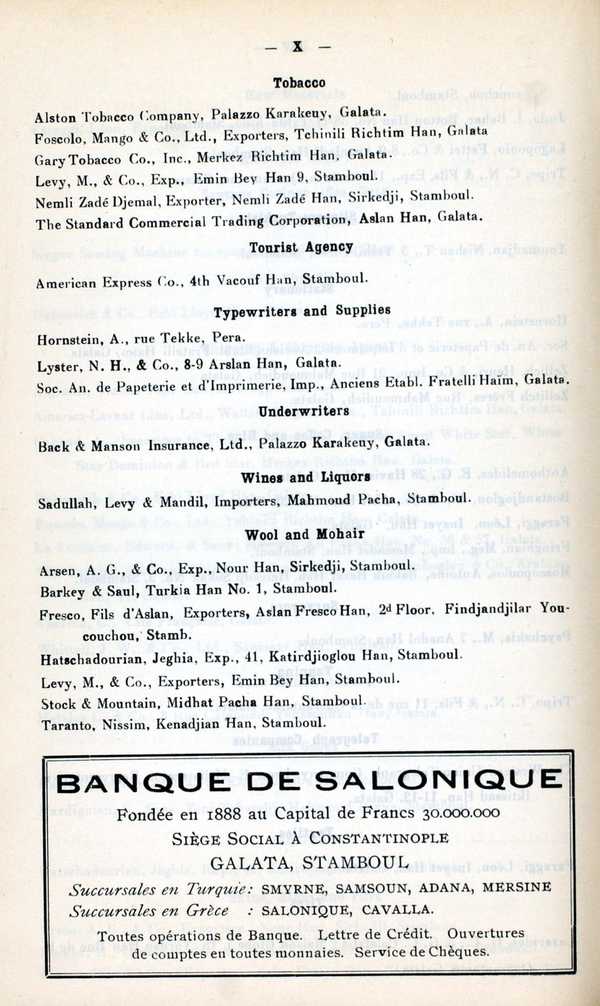 — X —
Tobacco
Alston Tobacco Company, Palazzo Karakeuy, Galata.
Foscolo, Mango & Co., Ltd., Exporters, Tchinili Richtim Han, Galata
Gary Tobacco Co., Inc., Merkez Richtim Han, Galata.
Levy, M., & Co., Exp., Emin Bey Han 9, Stamboul.
Nemli Zadé Djemal, Exporter, Nemli Zadé Han, Sirkedji, Stamboul.
The Standard Commercial Trading Corporation, Aslan Han, Galata.
Tourist Agency
American Express Co., 4th Vacouf Han, Stamboul.
Typewriters and Supplies
Hornstein, A., rue Tekke, Pera.
Lyster, N. H., & Co., 8-9 Arslan Han, Galata.
Soc. An. de Papeterie et d'Imprimerie, Imp., Anciens Etabl. Fratelli Haïm, Galata.
Underwriters
Back & Manson Insurance, Ltd., Palazzo Karakeuy, Galata.
Wines and Liquors
Sadullah, Levy & Mandil, Importers, Mahmoud Pacha, Stamboul.
Wool and Mohair
Arsen, A. G., & Co., Exp., Nour Han, Sirkedji, Stamboul.
Barkey & Saul, Turkia Han No. 1, Stamboul.
Fresco, Fils d'Aslan, Exporters, Aslan Fresco Han, 2d Floor, Findjandjilar You-
couchou, Stamb.
Hatschadourian, Jeghia, Exp., 41, Katirdjioglou Han, Stamboul.
Levy, M., & Co., Exporters, Emin Bey Han, Stamboul.
Stock & Mountain, Midhat Pacha Han, Stamboul.
Taranto, Nissim, Kenadjian Han, Stamboul.
BANQUE DE SALONIQUE
Fondée en 1888 au Capital de Francs 30.000.000
SIÈGE SOCIAL À CONSTANTINOPLE
GALATA, STAMBOUL
Succursales en Turquie: SMYRNE, SAMSOUN, ADANA, MERSINE
Succursales en Grèce : SALONIQUE, CAVALLA.
Toutes opérations de Banque. Lettre de Crédit. Ouvertures
de comptes en toutes monnaies. Service de Chèques.